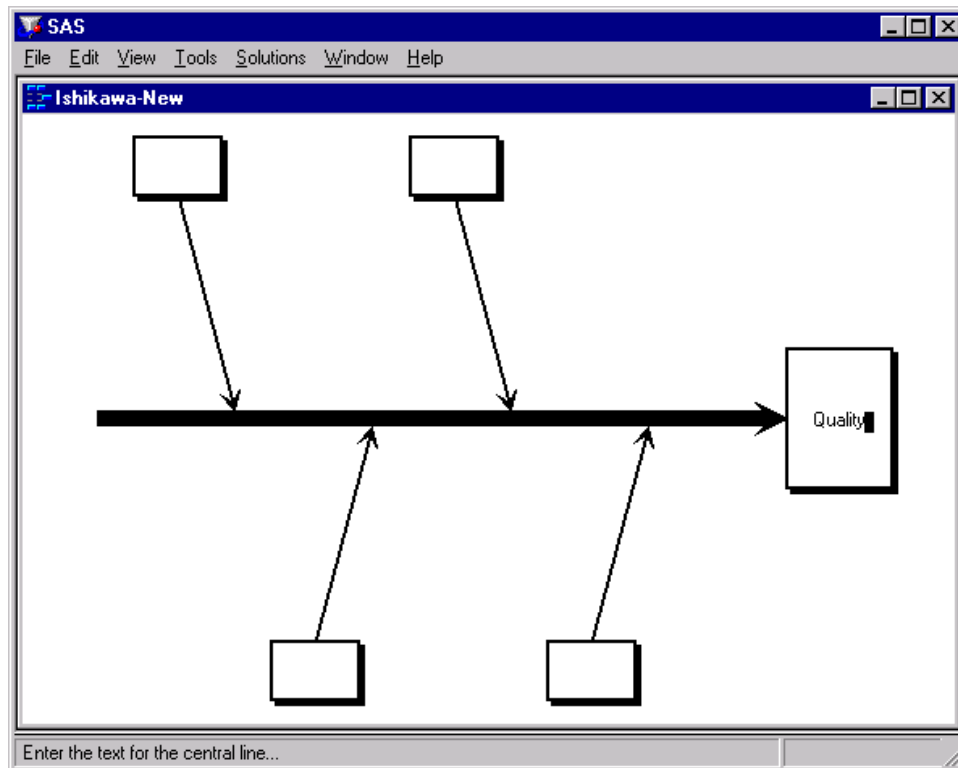 SAS
File Edit View Tools Solutions Window Help
Ishikawa-New
Quality
Enter the text for the central line...